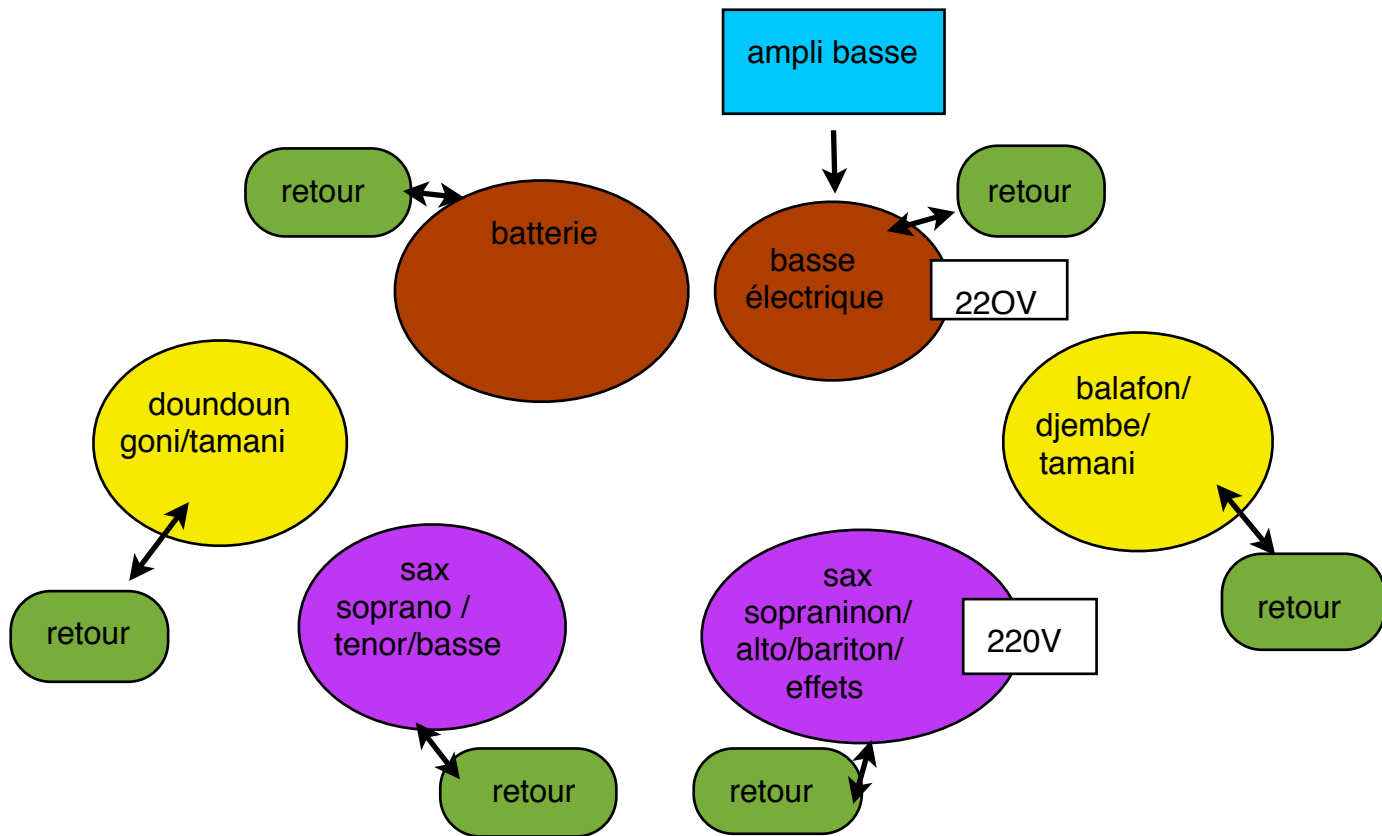 ampli basse
retour
batterie
retour
basse
électrique
22OV
doundoun
goni/tamani
balafon/
djembe/
tamani
retour
sax
soprano /
tenor/basse
sax
sopraninon/
alto/bariton/
effets
220V
retour
retour
retour